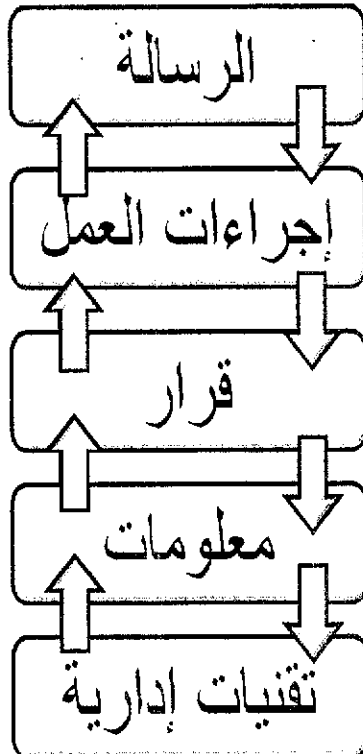 الرسالة
إجراءات العمل
قرار
معلومات
تقنيات إدارية